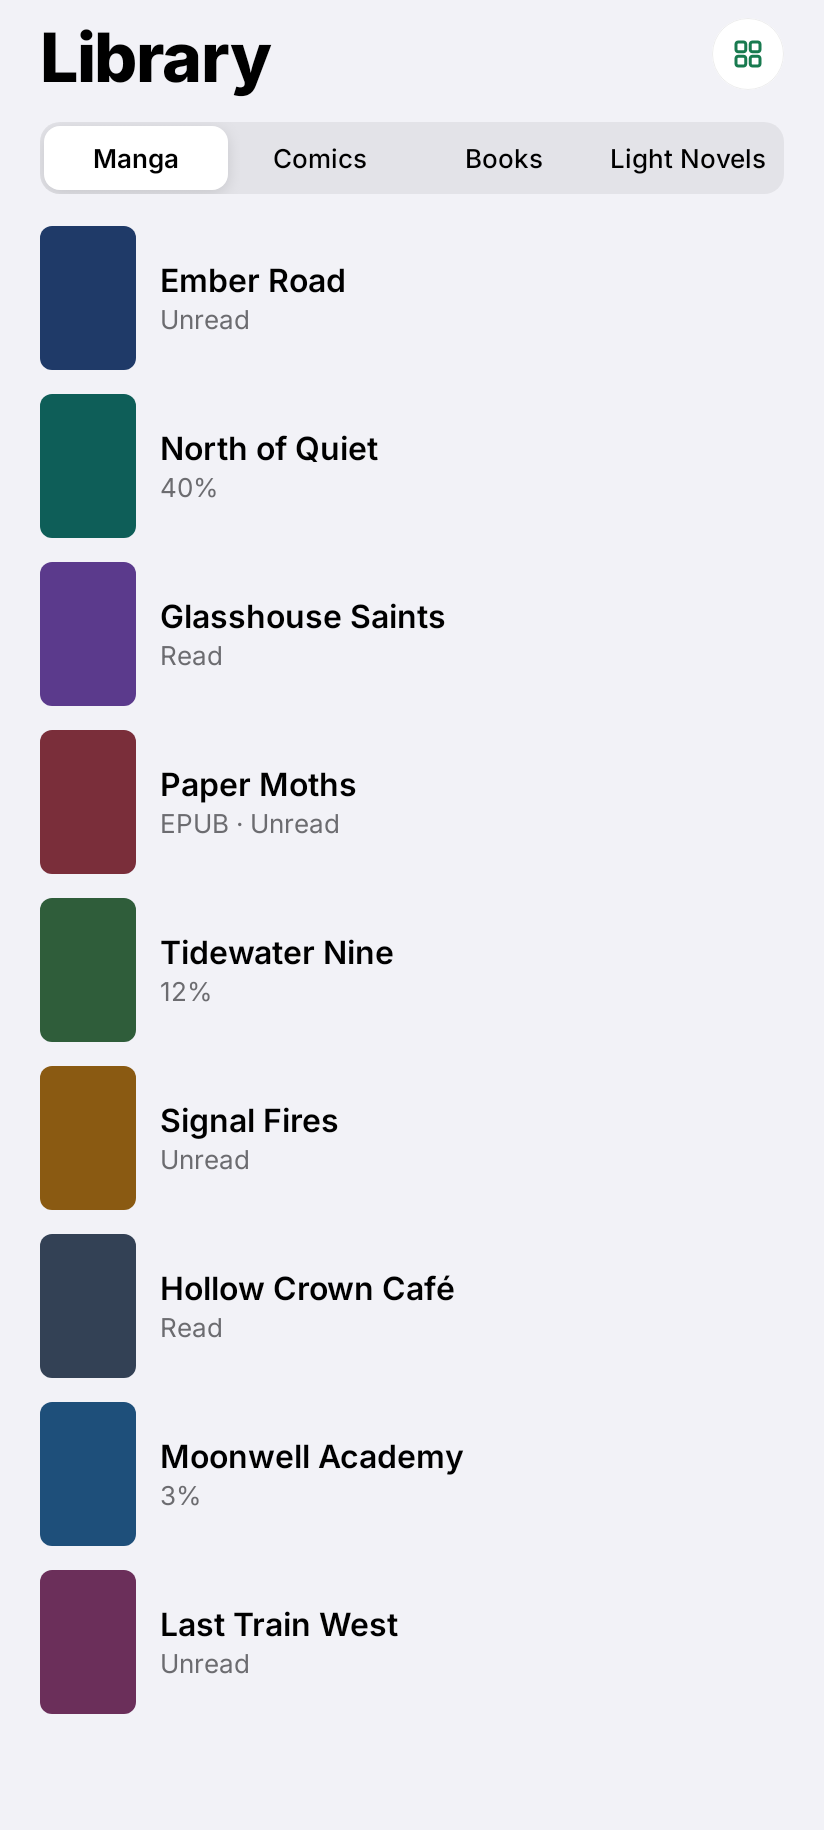 Library
Manga
Comics
Books
Light Novels
Ember Road
Unread
North of Quiet
40%
Glasshouse Saints
Read
Paper Moths
EPUB · Unread
Tidewater Nine
12%
Signal Fires
Unread
Hollow Crown Café
Read
Moonwell Academy
3%
Last Train West
Unread